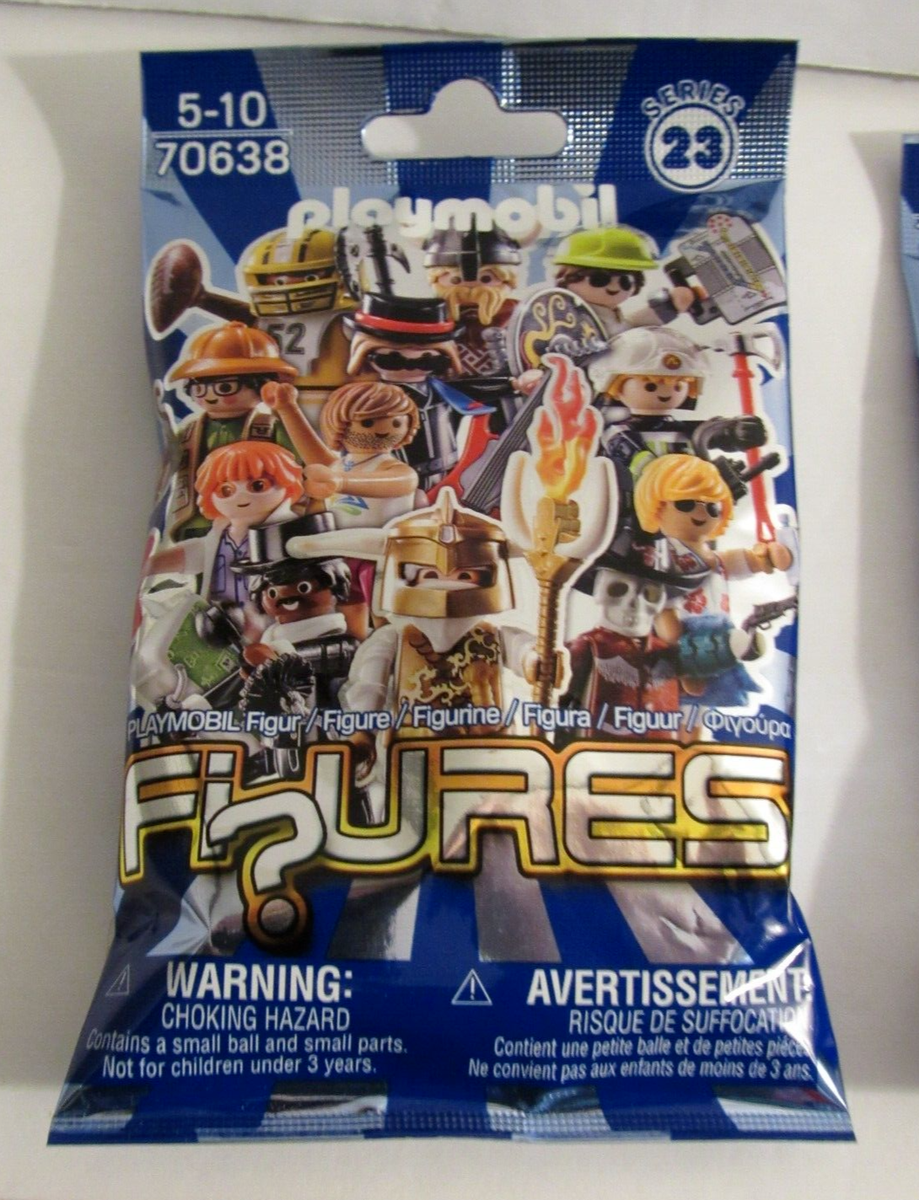 5-10
70638
SERIES
23
playmobil
52
PLAYMOBIL Figur / Figure / Figurine / Figura / Figuur / Φιγούρα
Fi?URES
WARNING:
CHOKING HAZARD
Contains a small ball and small parts.
Not for children under 3 years.
AVERTISSEMENT:
RISQUE DE SUFFOCATION
Contient une petite balle et de petites pièces.
Ne convient pas aux enfants de moins de 3 ans.